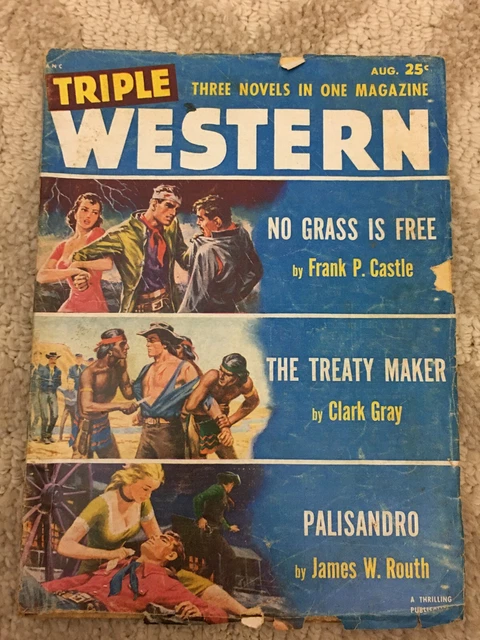 AUG. 25¢
TRIPLE
THREE NOVELS IN ONE MAGAZINE
WESTERN
NO GRASS IS FREE
by Frank P. Castle
THE TREATY MAKER
by Clark Gray
PALISANDRO
by James W. Routh
A THRILLING